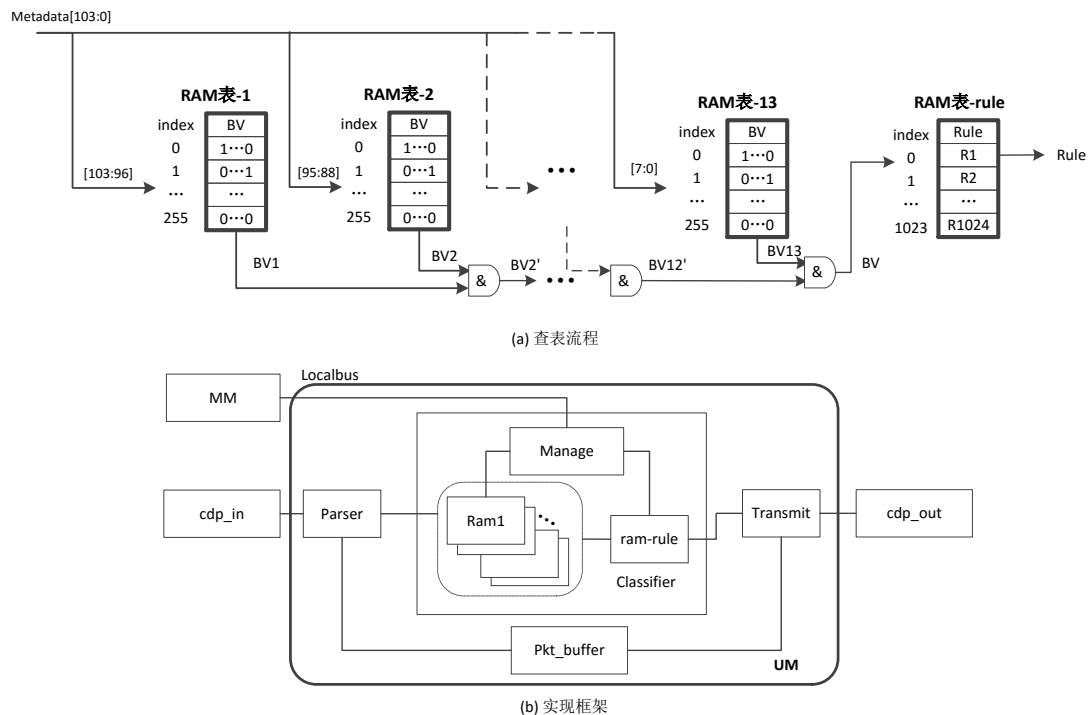 Metadata[103:0]
RAM表-1
RAM表-2
RAM表-13
RAM表-rule
index
BV
0
1···0
1
0···1
...
...
255
0···0
[103:96]
index
BV
0
1···0
1
0···1
...
...
255
0···0
[95:88]
...
[7:0]
index
BV
0
1···0
1
0···1
...
...
255
0···0
index
Rule
0
R1
1
R2
...
...
1023
R1024
Rule
BV1
BV2
&
BV2'
...
&
BV12'
BV13
&
BV
(a) 查表流程
Localbus
MM
Manage
cdp_in
Parser
Ram1
...
ram-rule
Classifier
Transmit
cdp_out
Pkt_buffer
UM
(b) 实现框架